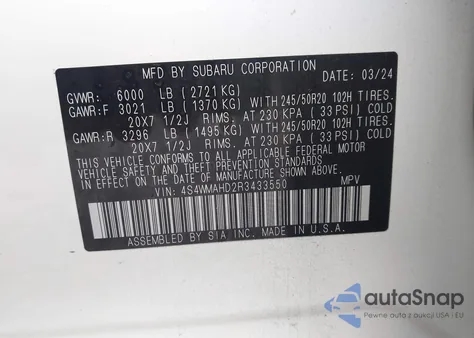 MFD BY SUBARU CORPORATION
DATE: 03/24
GVWR: 6000 LB (2721 KG)
GAWR:F 3021 LB (1370 KG) WITH 245/50R20 102H TIRES.
20X7 1/2J RIMS. AT 230 KPA (33 PSI) COLD
GAWR:R 3296 LB (1495 KG) WITH 245/50R20 102H TIRES.
20X7 1/2J RIMS. AT 230 KPA (33 PSI) COLD
THIS VEHICLE CONFORMS TO ALL APPLICABLE FEDERAL MOTOR
VEHICLE SAFETY AND THEFT PREVENTION STANDARDS IN
EFFECT ON THE DATE OF MANUFACTURE SHOWN ABOVE.
VIN: 4S4WMAHD2R3433550 MPV
ASSEMBLED BY SIA INC. MADE IN U.S.A.
autoSnap
Pewne auto z aukcji USA i EU